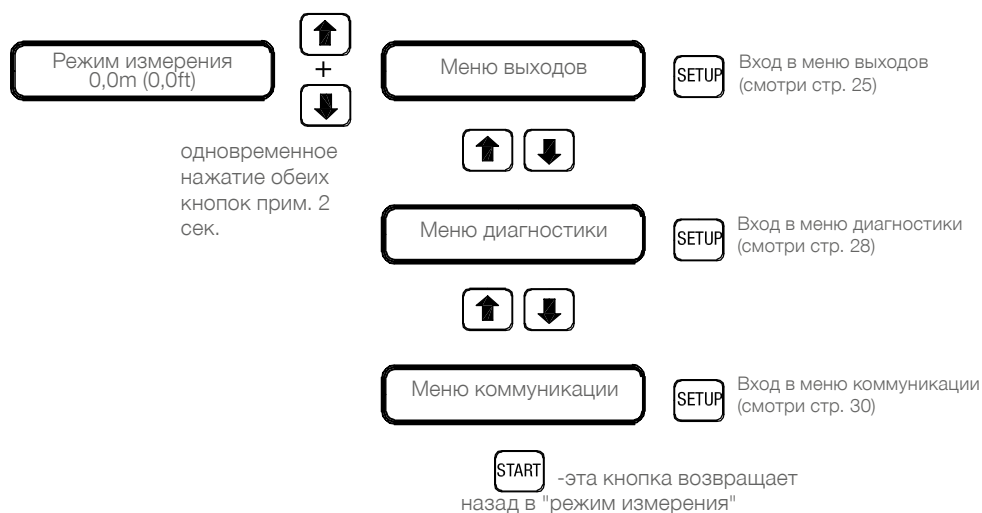 Режим измерения
0,0m (0,0ft)
+
одновременное
нажатие обеих
кнопок прим. 2
сек.
Меню выходов
SETUP
Вход в меню выходов
(смотри стр. 25)
Меню диагностики
SETUP
Вход в меню диагностики
(смотри стр. 28)
Меню коммуникации
SETUP
Вход в меню коммуникации
(смотри стр. 30)
START -эта кнопка возвращает
назад в "режим измерения"